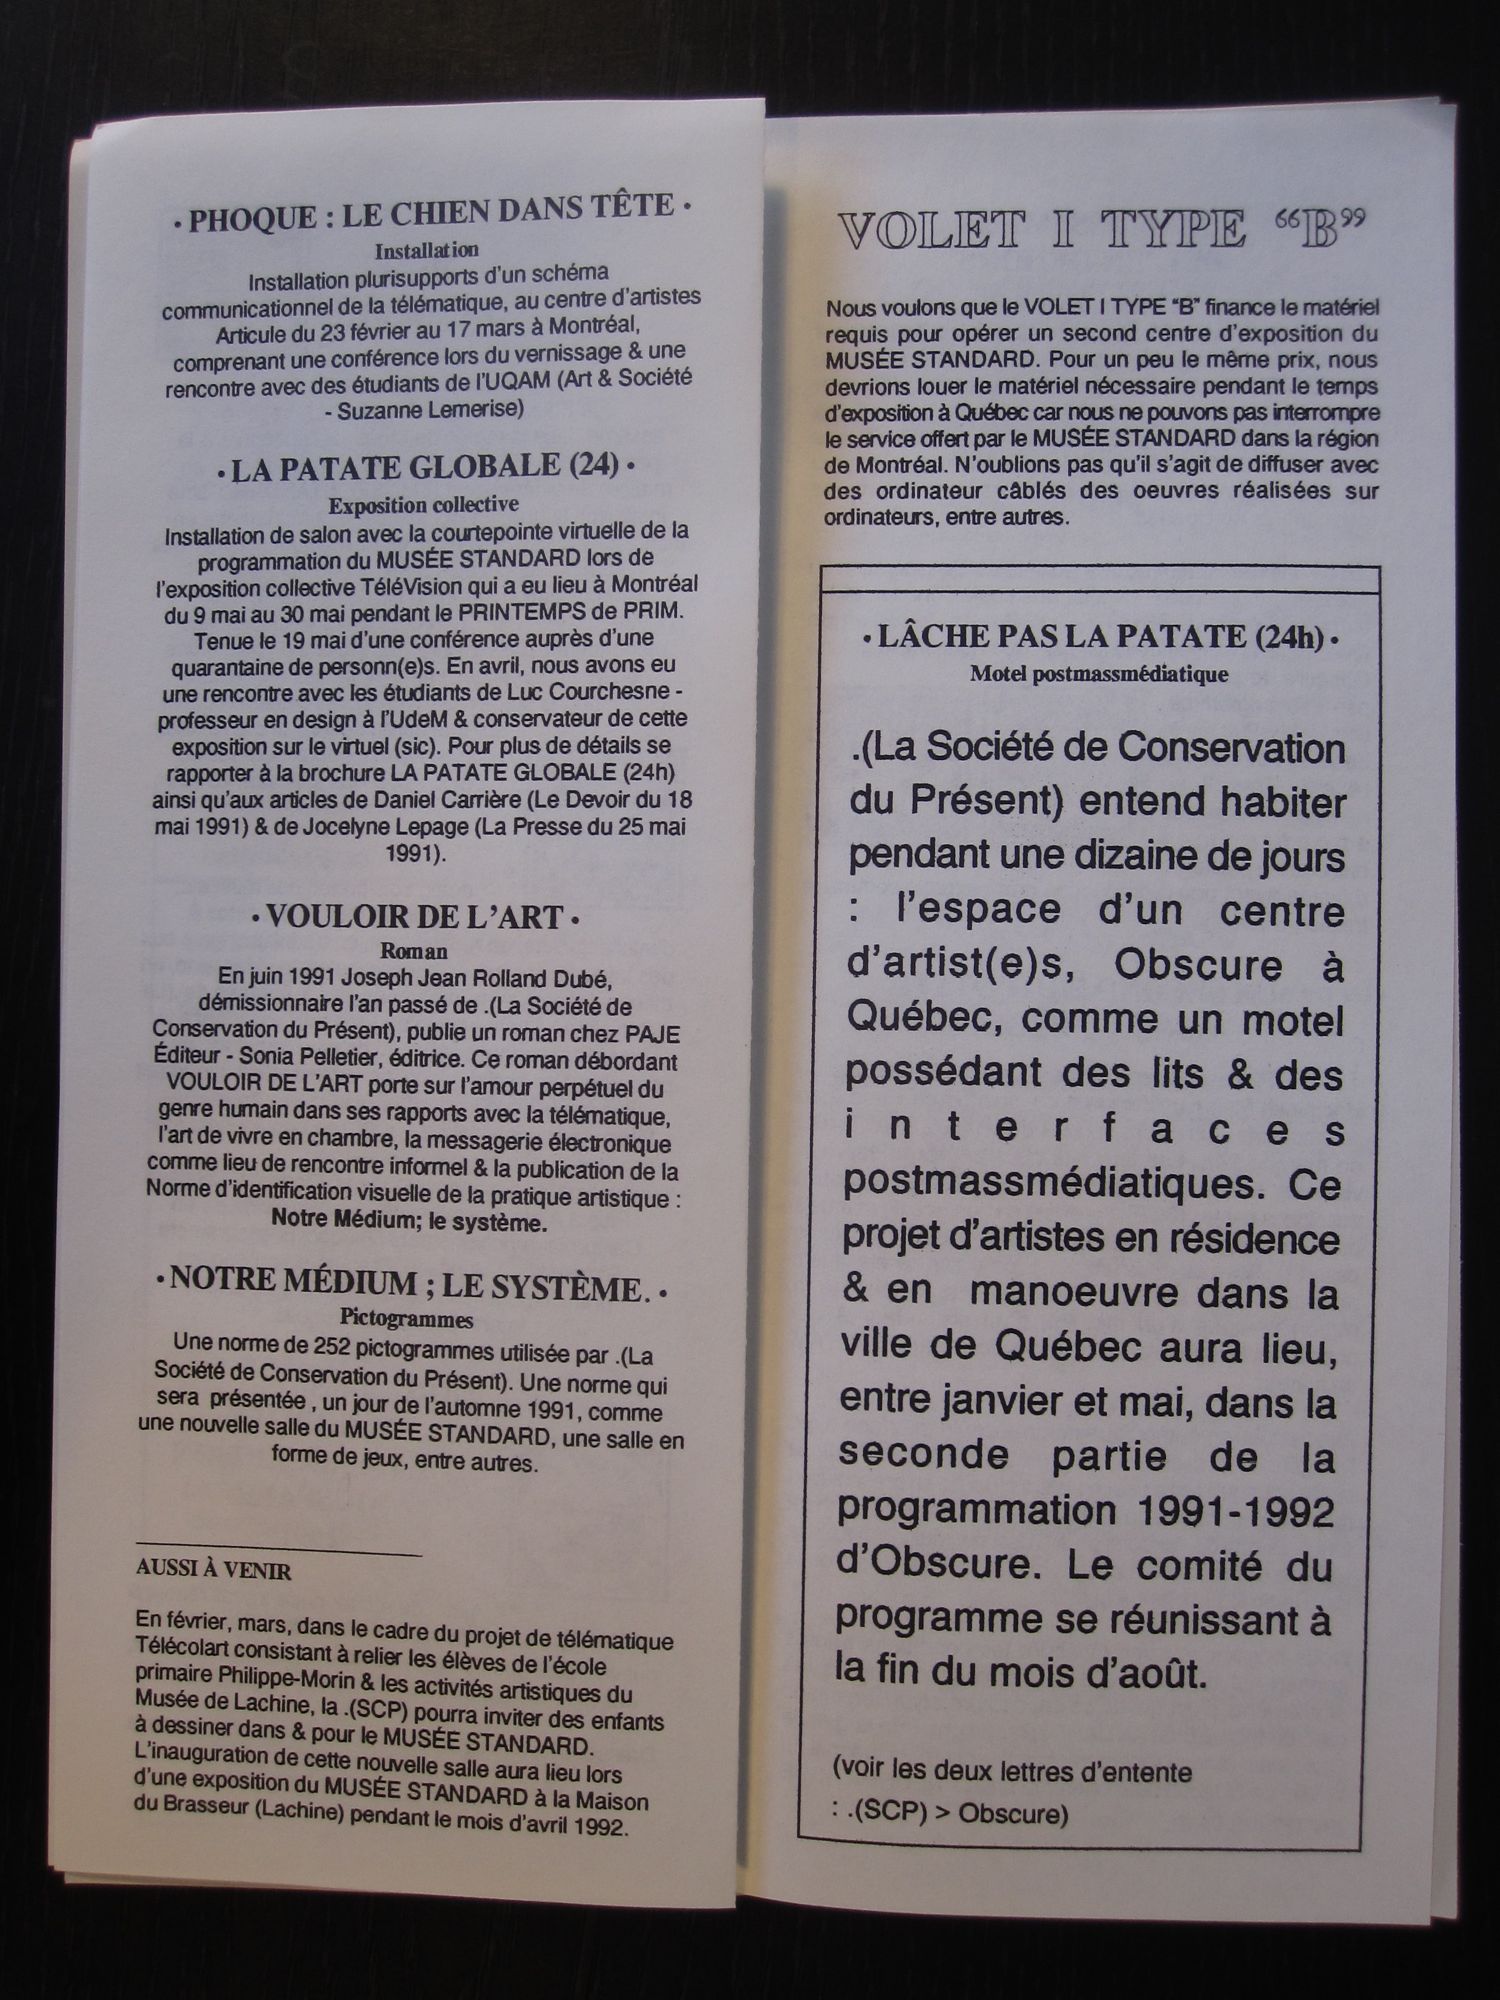 · PHOQUE : LE CHIEN DANS TÊTE ·
Installation
Installation plurisupports d'un schéma
communicationnel de la télématique, au centre d'artistes
Articule du 23 février au 17 mars à Montréal,
comprenant une conférence lors du vernissage & une
rencontre avec des étudiants de l'UQAM (Art & Société
- Suzanne Lemerise)
· LA PATATE GLOBALE (24) ·
Exposition collective
Installation de salon avec la courtepointe virtuelle de la
programmation du MUSÉE STANDARD lors de
l'exposition collective TéléVision qui a eu lieu à Montréal
du 9 mai au 30 mai pendant le PRINTEMPS de PRIM.
Tenue le 19 mai d'une conférence auprès d'une
quarantaine de personn(e)s. En avril, nous avons eu
une rencontre avec les étudiants de Luc Courchesne -
professeur en design à l'UdeM & conservateur de cette
exposition sur le virtuel (sic). Pour plus de détails se
rapporter à la brochure LA PATATE GLOBALE (24h)
ainsi qu'aux articles de Daniel Carrière (Le Devoir du 18
mai 1991) & de Jocelyne Lepage (La Presse du 25 mai
1991).
· VOULOIR DE L'ART ·
Roman
En juin 1991 Joseph Jean Rolland Dubé,
démissionnaire l'an passé de .(La Société de
Conservation du Présent), publie un roman chez PAJE
Éditeur - Sonia Pelletier, éditrice. Ce roman débordant
VOULOIR DE L'ART porte sur l'amour perpétuel du
genre humain dans ses rapports avec la télématique,
l'art de vivre en chambre, la messagerie électronique
comme lieu de rencontre informel & la publication de la
Norme d'identification visuelle de la pratique artistique :
Notre Médium; le système.
· NOTRE MÉDIUM ; LE SYSTÈME. ·
Pictogrammes
Une norme de 252 pictogrammes utilisée par .(La
Société de Conservation du Présent). Une norme qui
sera présentée , un jour de l'automne 1991, comme
une nouvelle salle du MUSÉE STANDARD, une salle en
forme de jeux, entre autres.
AUSSI À VENIR
En février, mars, dans le cadre du projet de télématique
Télécolart consistant à relier les élèves de l'école
primaire Philippe-Morin & les activités artistiques du
Musée de Lachine, la .(SCP) pourra inviter des enfants
à dessiner dans & pour le MUSÉE STANDARD.
L'inauguration de cette nouvelle salle aura lieu lors
d'une exposition du MUSÉE STANDARD à la Maison
du Brasseur (Lachine) pendant le mois d'avril 1992.
VOLET I TYPE “B”
Nous voulons que le VOLET I TYPE “B” finance le matériel
requis pour opérer un second centre d'exposition du
MUSÉE STANDARD. Pour un peu le même prix, nous
devrions louer le matériel nécessaire pendant le temps
d'exposition à Québec car nous ne pouvons pas interrompre
le service offert par le MUSÉE STANDARD dans la région
de Montréal. N'oublions pas qu'il s'agit de diffuser avec
des ordinateur câblés des oeuvres réalisées sur
ordinateurs, entre autres.
· LÂCHE PAS LA PATATE (24h) ·
Motel postmassmédiatique
.(La Société de Conservation
du Présent) entend habiter
pendant une dizaine de jours
: l'espace d'un centre
d'artist(e)s, Obscure à
Québec, comme un motel
possédant des lits & des
interfaces
postmassmédiatiques. Ce
projet d'artistes en résidence
& en manoeuvre dans la
ville de Québec aura lieu,
entre janvier et mai, dans la
seconde partie de la
programmation 1991-1992
d'Obscure. Le comité du
programme se réunissant à
la fin du mois d'août.
(voir les deux lettres d'entente
: .(SCP) > Obscure)